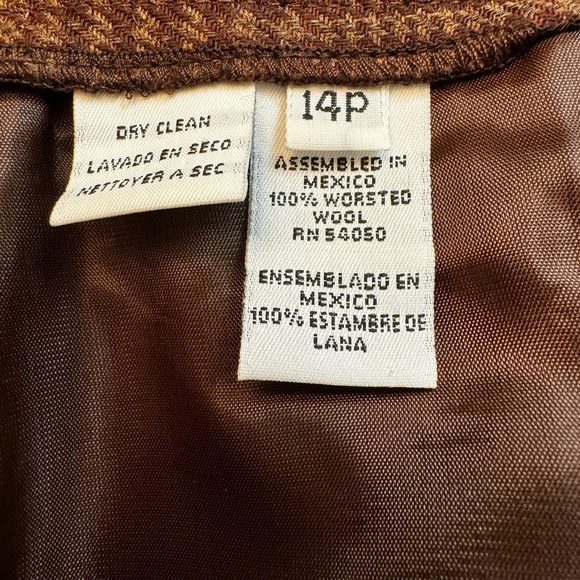 DRY CLEAN
LAVADO EN SECO
NETTOYER A SEC
14P
ASSEMBLED IN
MEXICO
100% WORSTED
WOOL
RN 54050
ENSEMBLADO EN
MEXICO
100% ESTAMBRE DE
LANA